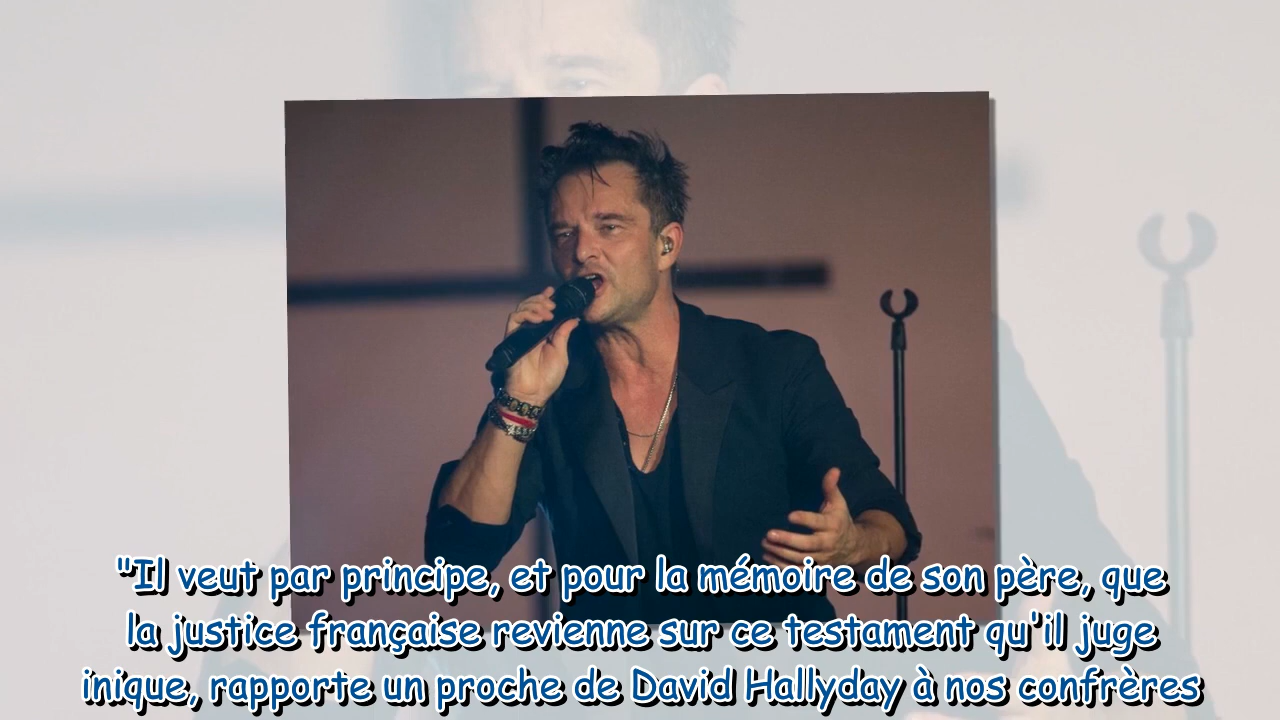 "Il veut par principe, et pour la mémoire de son père, que
la justice française revienne sur ce testament qu'il juge
inique, rapporte un proche de David Hallyday à nos confrères